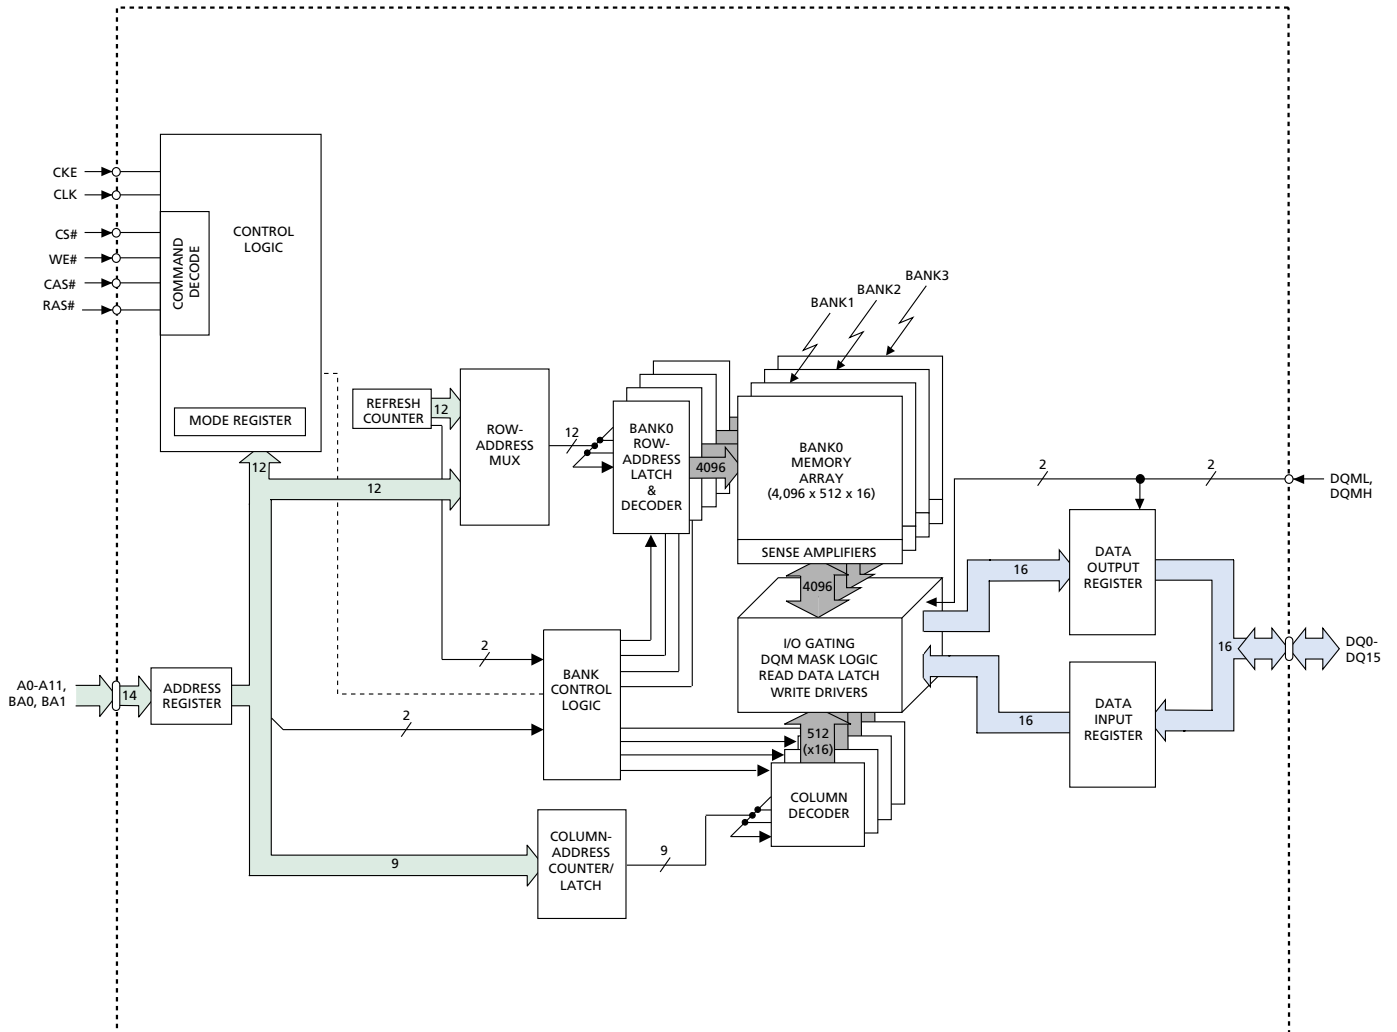 CKE
CLK
CS#
WE#
CAS#
RAS#
CONTROL
LOGIC
COMMAND
DECODE
MODE REGISTER
12
BANK3
BANK2
BANK1
REFRESH
COUNTER
12
ROW-
ADDRESS
MUX
12
12
BANK0
ROW-
ADDRESS
LATCH
&
DECODER
4096
BANK0
MEMORY
ARRAY
(4,096 x 512 x 16)
SENSE AMPLIFIERS
4096
2
2
DQML,
DQMH
DATA
OUTPUT
REGISTER
16
I/O GATING
DQM MASK LOGIC
READ DATA LATCH
WRITE DRIVERS
16
DQ0-
DQ15
DATA
INPUT
REGISTER
16
A0-A11,
BA0, BA1
14
ADDRESS
REGISTER
2
2
BANK
CONTROL
LOGIC
512
(x16)
COLUMN
DECODER
9
COLUMN-
ADDRESS
COUNTER/
LATCH
9